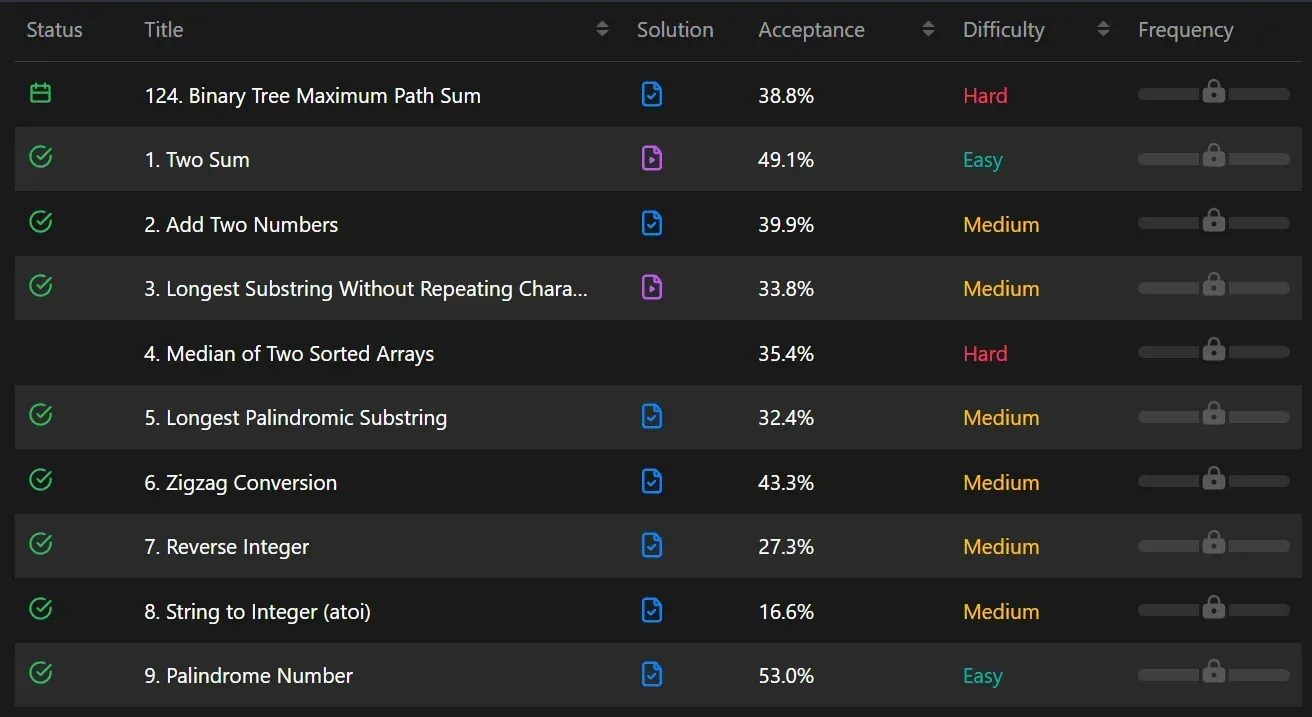 Status Title Solution Acceptance Difficulty Frequency
124. Binary Tree Maximum Path Sum 38.8% Hard
1. Two Sum 49.1% Easy
2. Add Two Numbers 39.9% Medium
3. Longest Substring Without Repeating Chara... 33.8% Medium
4. Median of Two Sorted Arrays 35.4% Hard
5. Longest Palindromic Substring 32.4% Medium
6. Zigzag Conversion 43.3% Medium
7. Reverse Integer 27.3% Medium
8. String to Integer (atoi) 16.6% Medium
9. Palindrome Number 53.0% Easy